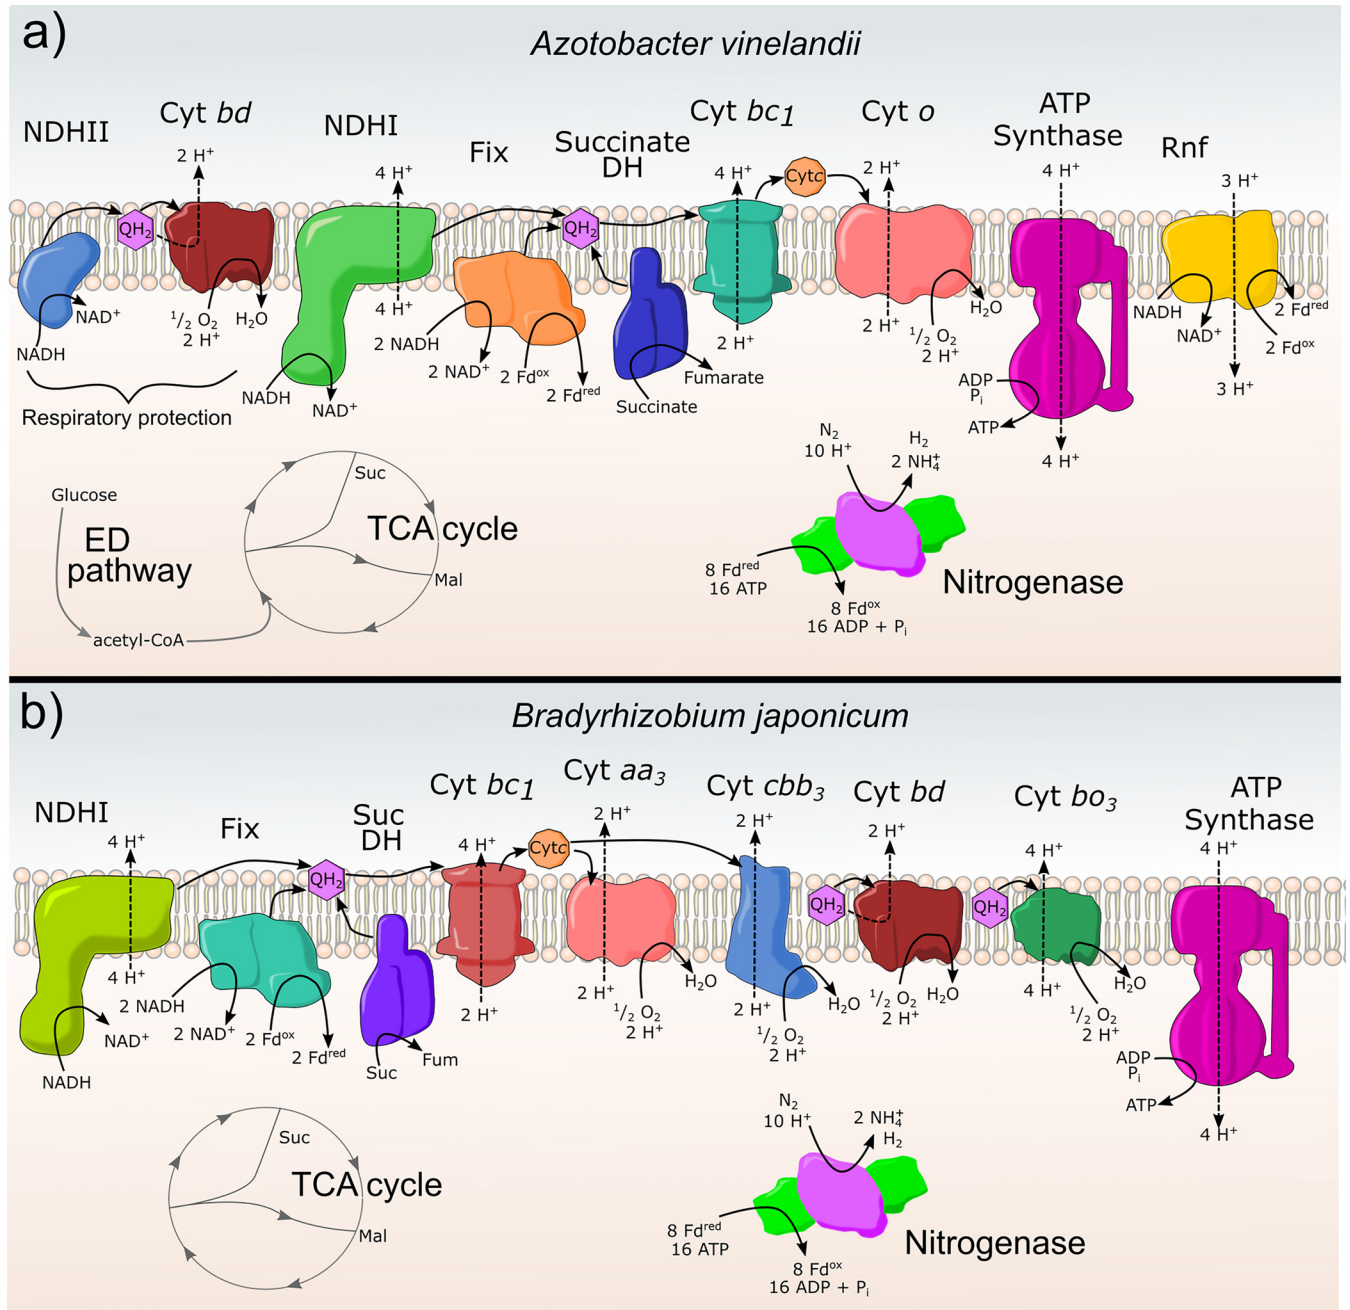 a)
Azotobacter vinelandii
NDHII
Cyt bd
NDHI
Fix
Succinate
DH
Cyt bc1
Cyt o
ATP
Synthase
Rnf
QH2
NADH
NAD+
2 H+
1/2 O2
2 H+
H2O
Respiratory protection
4 H+
4 H+
NADH
NAD+
2 NADH
2 NAD+
2 Fdox
2 Fdred
QH2
Succinate
Fumarate
4 H+
2 H+
Cytc
2 H+
2 H+
1/2 O2
2 H+
H2O
4 H+
ADP
Pi
ATP
4 H+
3 H+
NADH
NAD+
2 Fdred
2 Fdox
3 H+
Glucose
ED
pathway
acetyl-CoA
Suc
TCA cycle
Mal
N2
10 H+
H2
2 NH4+
8 Fdred
16 ATP
8 Fdox
16 ADP + Pi
Nitrogenase
b)
Bradyrhizobium japonicum
NDHI
Fix
Suc
DH
Cyt bc1
Cyt aa3
Cyt cbb3
Cyt bd
Cyt bo3
ATP
Synthase
4 H+
4 H+
NADH
NAD+
2 NADH
2 NAD+
2 Fdox
2 Fdred
QH2
Suc
Fum
4 H+
2 H+
Cytc
2 H+
2 H+
1/2 O2
2 H+
H2O
2 H+
2 H+
1/2 O2
2 H+
H2O
QH2
2 H+
1/2 O2
2 H+
H2O
QH2
4 H+
4 H+
1/2 O2
2 H+
H2O
4 H+
ADP
Pi
ATP
4 H+
Suc
TCA cycle
Mal
N2
10 H+
2 NH4+
H2
8 Fdred
16 ATP
8 Fdox
16 ADP + Pi
Nitrogenase